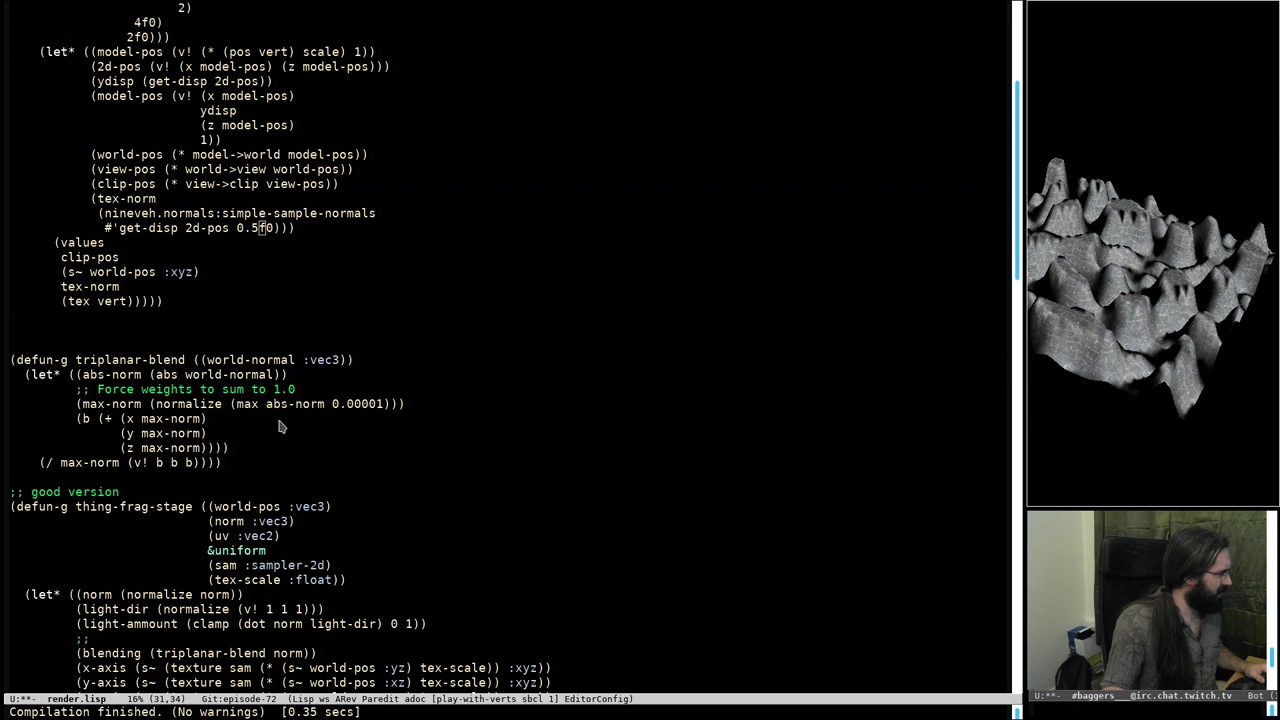 2)
4f0)
2f0)))
(let* ((model-pos (v! (* (pos vert) scale) 1))
(2d-pos (v! (x model-pos) (z model-pos)))
(ydisp (get-disp 2d-pos))
(model-pos (v! (x model-pos)
ydisp
(z model-pos)
1))
(world-pos (* model->world model-pos))
(view-pos (* world->view world-pos))
(clip-pos (* view->clip view-pos))
(tex-norm
(nineveh.normals:simple-sample-normals
#'get-disp 2d-pos 0.5f0)))
(values
clip-pos
(s~ world-pos :xyz)
tex-norm
(tex vert)))))
(defun-g triplanar-blend ((world-normal :vec3))
(let* ((abs-norm (abs world-normal))
;; Force weights to sum to 1.0
(max-norm (normalize (max abs-norm 0.00001)))
(b (+ (x max-norm)
(y max-norm)
(z max-norm))))
(/ max-norm (v! b b b))))
;; good version
(defun-g thing-frag-stage ((world-pos :vec3)
(norm :vec3)
(uv :vec2)
&uniform
(sam :sampler-2d)
(tex-scale :float))
(let* ((norm (normalize norm))
(light-dir (normalize (v! 1 1 1)))
(light-ammount (clamp (dot norm light-dir) 0 1))
;;
(blending (triplanar-blend norm))
(x-axis (s~ (texture sam (* (s~ world-pos :yz) tex-scale)) :xyz))
(y-axis (s~ (texture sam (* (s~ world-pos :xz) tex-scale)) :xyz))
U:**-  render.lisp   16% (31,34)   Git:episode-72  (Lisp ws ARev Paredit adoc [play-with-verts sbcl 1] EditorConfig)
U:**-  #baggers___@irc.chat.twitch.tv   Bot (
Compilation finished. (No warnings)  [0.35 secs]